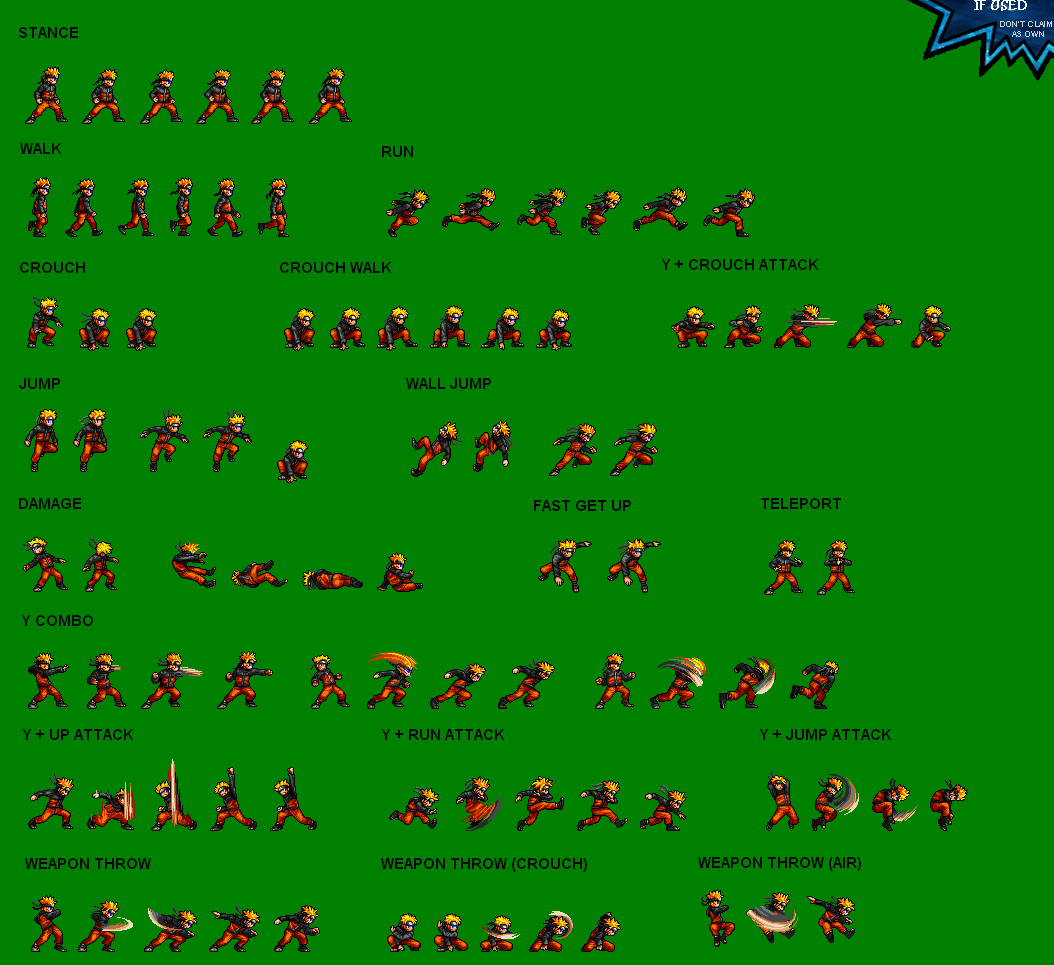 IF USED
DON'T CLAIM
AS OWN
STANCE
WALK
RUN
CROUCH
CROUCH WALK
Y + CROUCH ATTACK
JUMP
WALL JUMP
DAMAGE
FAST GET UP
TELEPORT
Y COMBO
Y + UP ATTACK
Y + RUN ATTACK
Y + JUMP ATTACK
WEAPON THROW
WEAPON THROW (CROUCH)
WEAPON THROW (AIR)